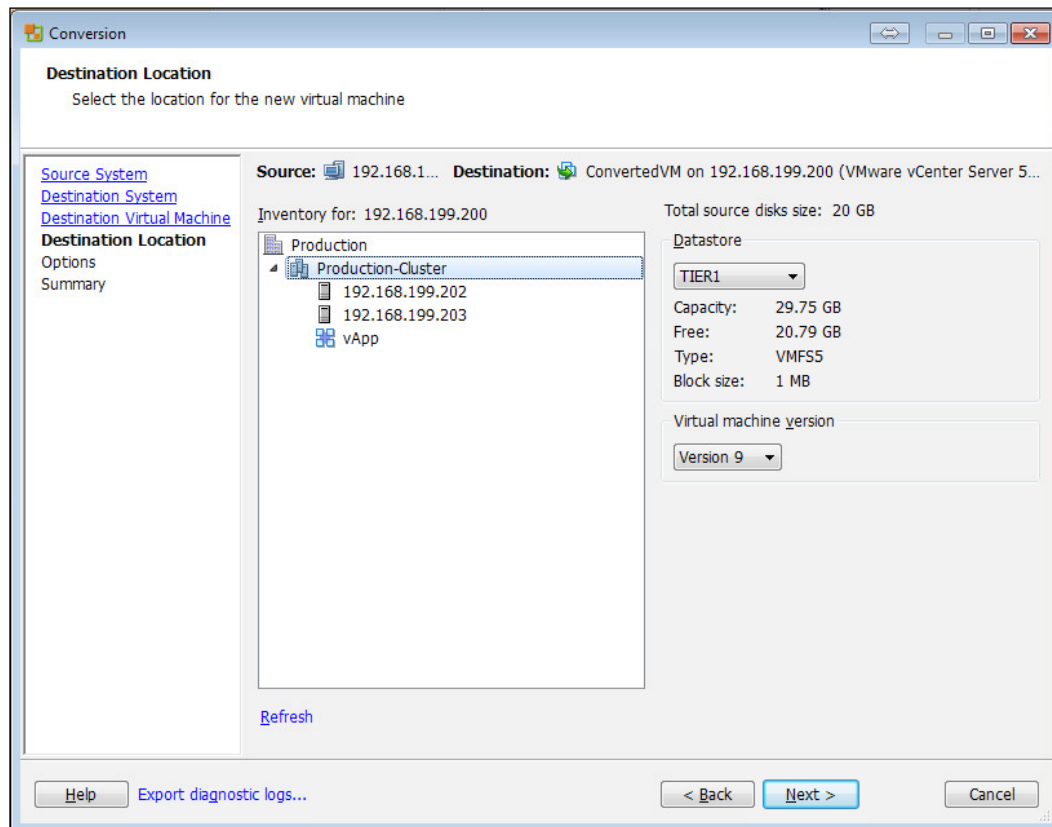 Conversion
Destination Location
Select the location for the new virtual machine
Source System
Destination System
Destination Virtual Machine
Destination Location
Options
Summary
Source: 192.168.1... Destination: ConvertedVM on 192.168.199.200 (VMware vCenter Server 5...
Inventory for: 192.168.199.200
Production
Production-Cluster
192.168.199.202
192.168.199.203
vApp
Refresh
Total source disks size: 20 GB
Datastore
TIER1
Capacity: 29.75 GB
Free: 20.79 GB
Type: VMFS5
Block size: 1 MB
Virtual machine version
Version 9
Help Export diagnostic logs... < Back Next > Cancel